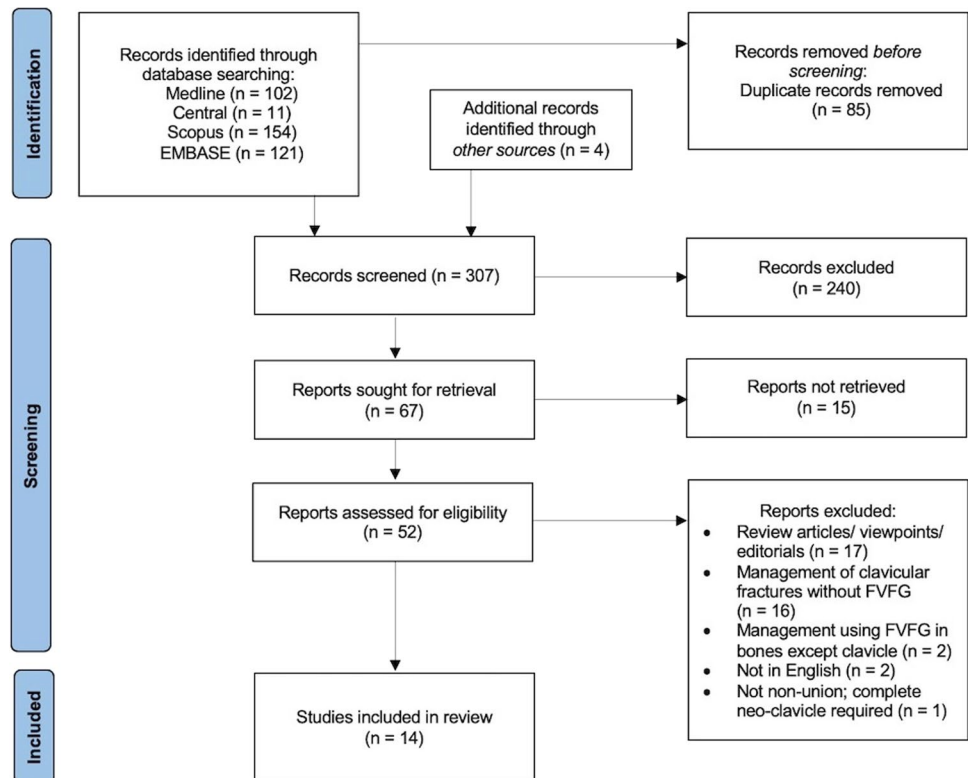 Identification
Records identified through
database searching:
Medline (n = 102)
Central (n = 11)
Scopus (n = 154)
EMBASE (n = 121)
Additional records
identified through
other sources (n = 4)
Records removed before
screening:
Duplicate records removed
(n = 85)
Screening
Records screened (n = 307)
Records excluded
(n = 240)
Reports sought for retrieval
(n = 67)
Reports not retrieved
(n = 15)
Reports assessed for eligibility
(n = 52)
Reports excluded:
• Review articles/ viewpoints/
editorials (n = 17)
• Management of clavicular
fractures without FVFG
(n = 16)
• Management using FVFG in
bones except clavicle (n = 2)
• Not in English (n = 2)
• Not non-union; complete
neo-clavicle required (n = 1)
Included
Studies included in review
(n = 14)